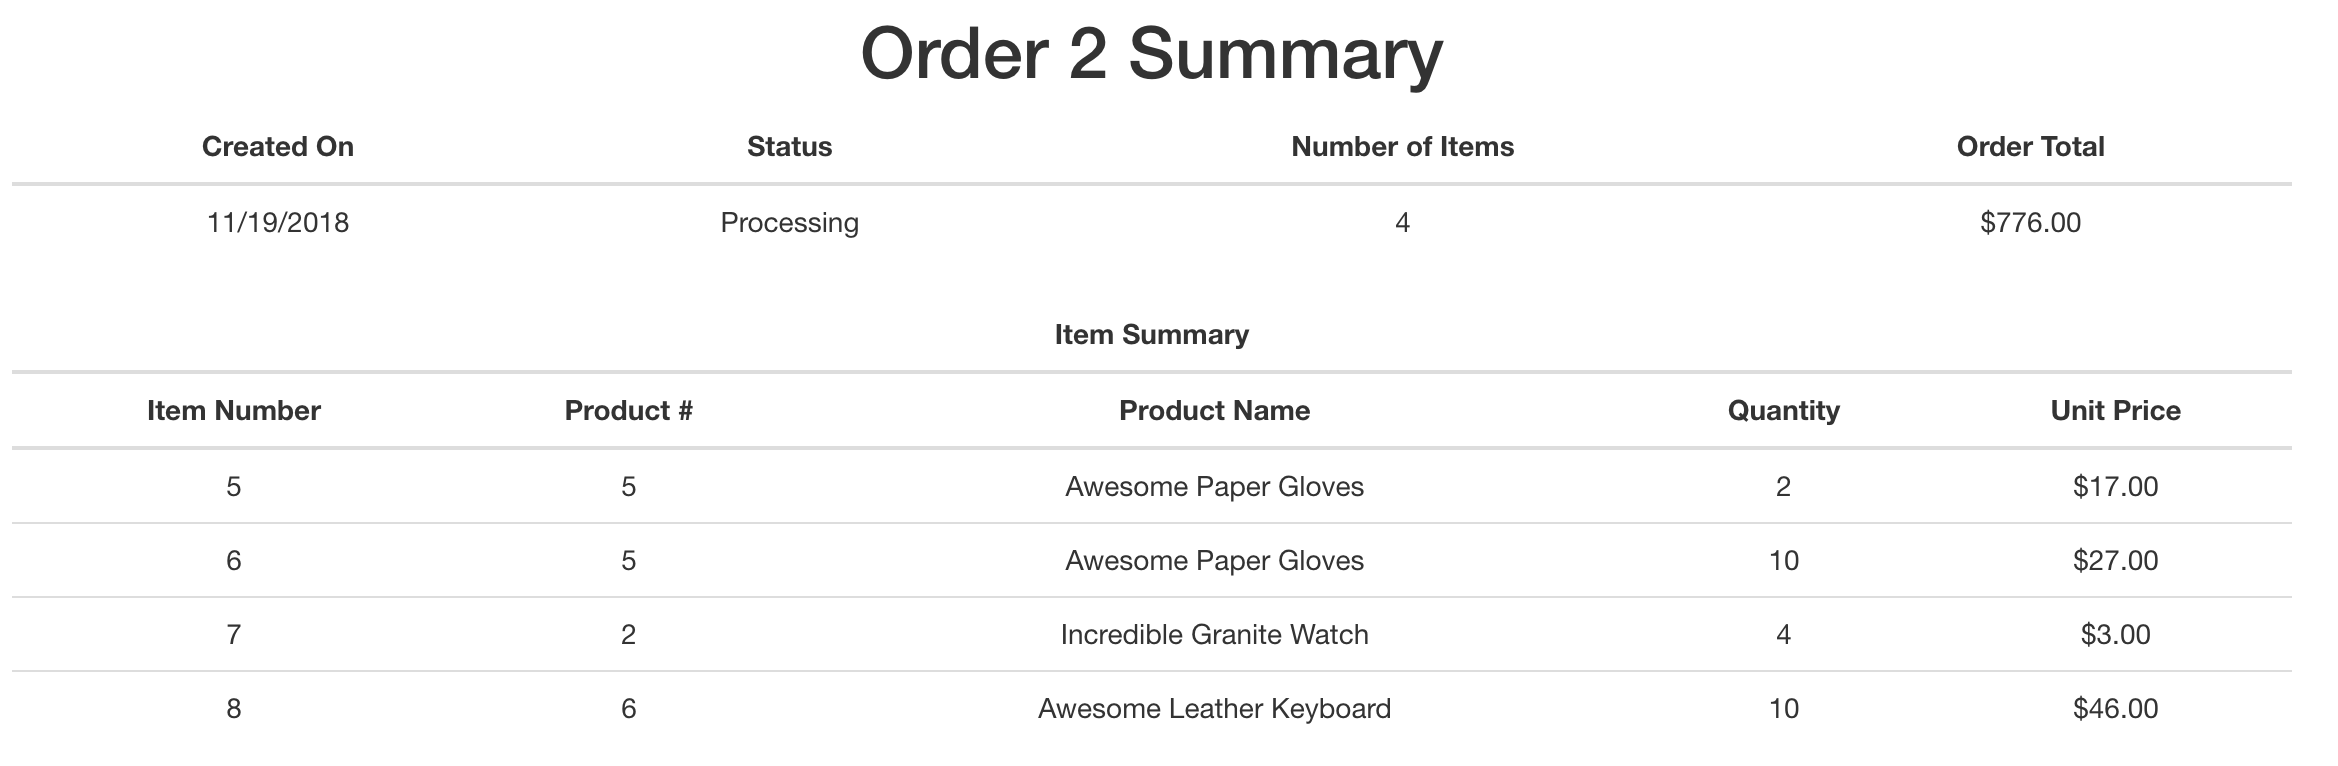 Order 2 Summary
Created On Status Number of Items Order Total
11/19/2018 Processing 4 $776.00
Item Summary
Item Number Product # Product Name Quantity Unit Price
5 5 Awesome Paper Gloves 2 $17.00
6 5 Awesome Paper Gloves 10 $27.00
7 2 Incredible Granite Watch 4 $3.00
8 6 Awesome Leather Keyboard 10 $46.00